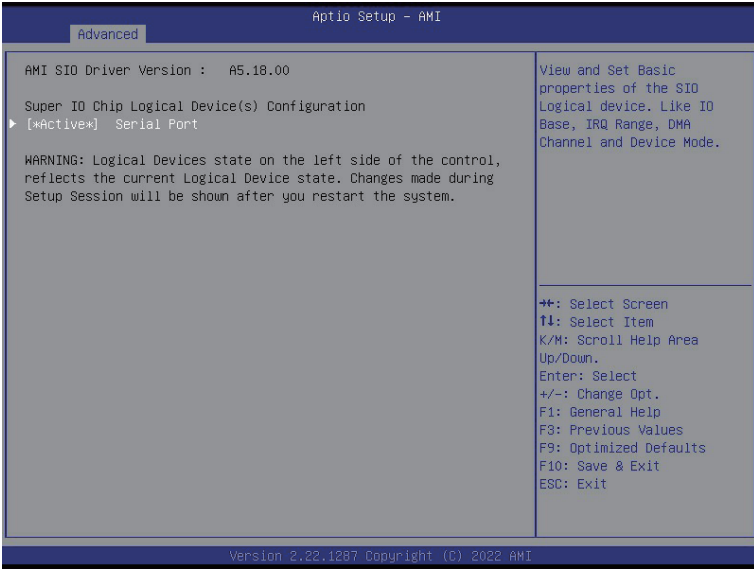 Aptio Setup – AMI
Advanced
AMI SIO Driver Version : A5.18.00
Super IO Chip Logical Device(s) Configuration
[*Active*] Serial Port
WARNING: Logical Devices state on the left side of the control,
reflects the current Logical Device state. Changes made during
Setup Session will be shown after you restart the system.
View and Set Basic
properties of the SIO
Logical device. Like IO
Base, IRQ Range, DMA
Channel and Device Mode.
→←: Select Screen
↑↓: Select Item
K/M: Scroll Help Area
Up/Down.
Enter: Select
+/-: Change Opt.
F1: General Help
F3: Previous Values
F9: Optimized Defaults
F10: Save & Exit
ESC: Exit
Version 2.22.1287 Copyright (C) 2022 AMI